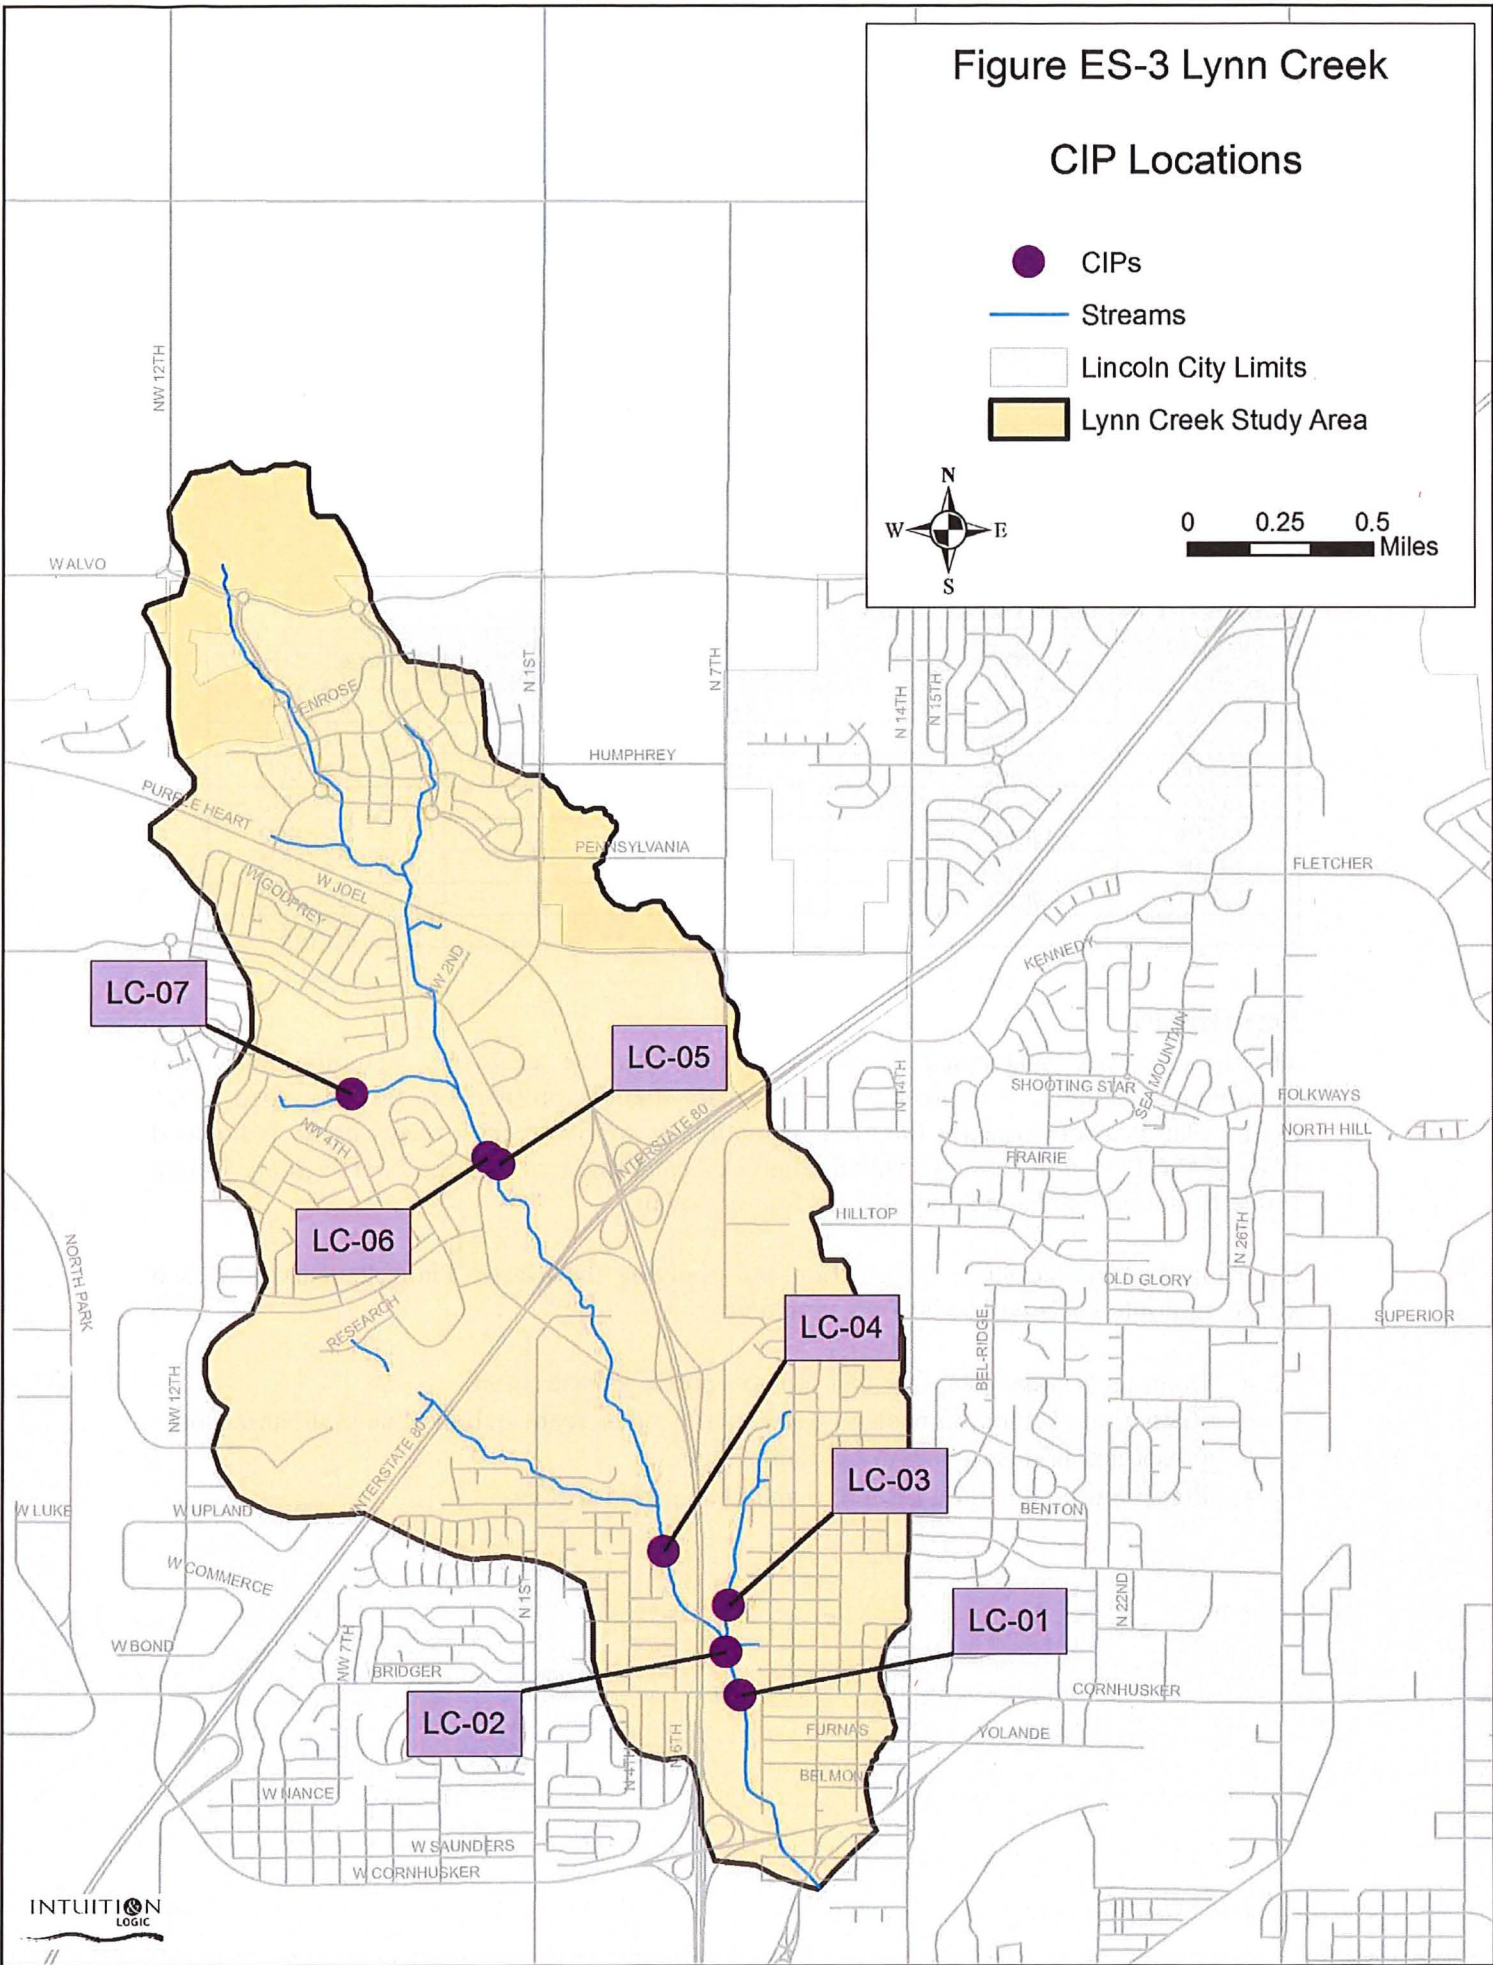 Figure ES-3 Lynn Creek
CIP Locations
CIPs
Streams
Lincoln City Limits
Lynn Creek Study Area
N
W E
S
0 0.25 0.5
Miles
NW 12TH
W ALVO
N 1ST
N 7TH
N 14TH
N 15TH
PENROSE
HUMPHREY
PURPLE HEART
PENNSYLVANIA
FLETCHER
W JOEL
W GODFREY
NW 2ND
KENNEDY
LC-07
LC-05
SEA MOUNTAIN
N 14TH
SHOOTING STAR
FOLKWAYS
INTERSTATE 80
NORTH HILL
NW 4TH
PRAIRIE
HILLTOP
N 26TH
LC-06
NORTH PARK
OLD GLORY
RESEARCH
LC-04
SUPERIOR
BEL-RIDGE
NW 12TH
INTERSTATE 80
LC-03
W LUKE
W UPLAND
BENTON
W COMMERCE
N 1ST
N 22ND
LC-01
W BOND
NW 7TH
BRIDGER
CORNHUSKER
LC-02
FURNAS
YOLANDE
N 4TH
N 6TH
BELMONT
W NANCE
W SAUNDERS
W CORNHUSKER
INTUITION
& LOGIC